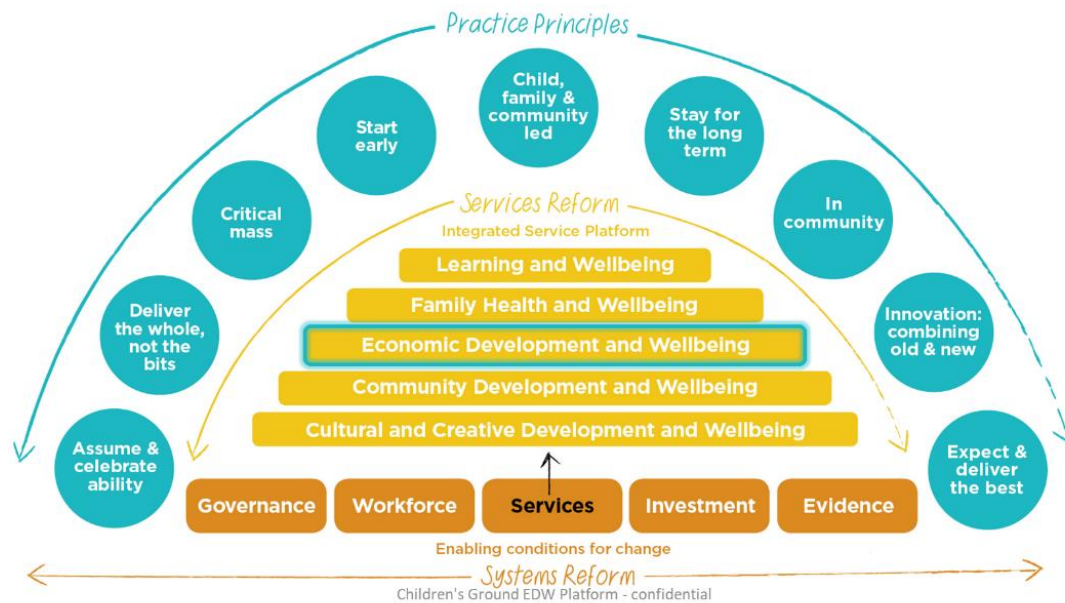 Practice Principles
Child,
family &
community
led
Start
early
Stay for
the long
term
Critical
mass
In
community
Deliver
the whole,
not the
bits
Innovation:
combining
old & new
Assume &
celebrate
ability
Expect &
deliver
the best
Services Reform
Integrated Service Platform
Learning and Wellbeing
Family Health and Wellbeing
Economic Development and Wellbeing
Community Development and Wellbeing
Cultural and Creative Development and Wellbeing
Governance
Workforce
Services
Investment
Evidence
Enabling conditions for change
Systems Reform
Children's Ground EDW Platform - confidential